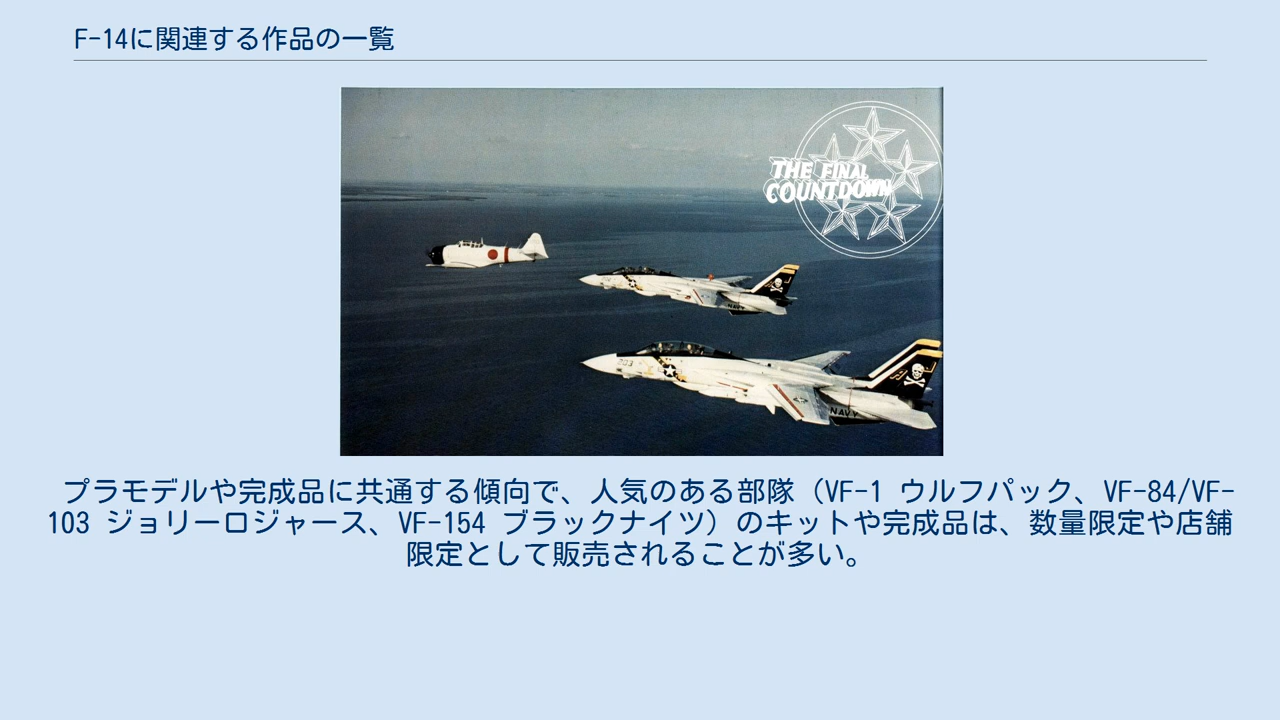 F-14に関連する作品の一覧
THE FINAL
COUNTDOWN
703
NAVY
NAVY
プラモデルや完成品に共通する傾向で、人気のある部隊（VF-1 ウルフパック、VF-84/VF-
103 ジョリーロジャース、VF-154 ブラックナイツ）のキットや完成品は、数量限定や店舗
限定として販売されることが多い。